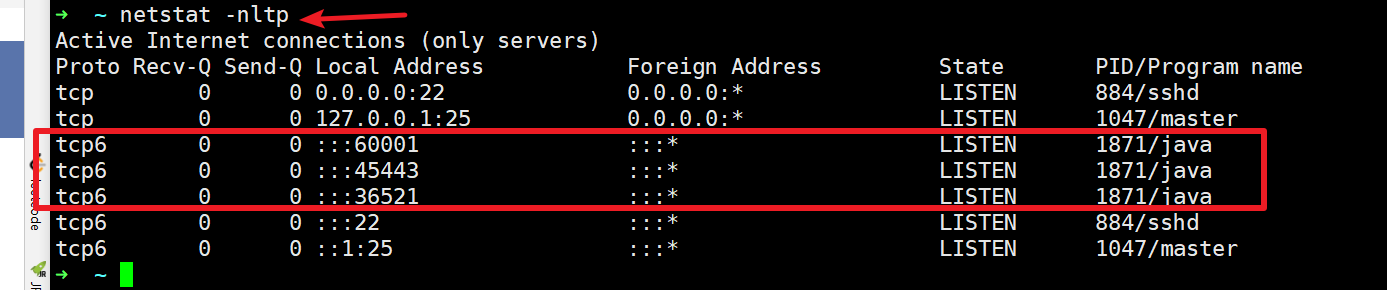 ➜ ~ netstat -nltp
Active Internet connections (only servers)
Proto Recv-Q Send-Q Local Address Foreign Address State PID/Program name
tcp 0 0 0.0.0.0:22 0.0.0.0:* LISTEN 884/sshd
tcp 0 0 127.0.0.1:25 0.0.0.0:* LISTEN 1047/master
tcp6 0 0 :::60001 :::* LISTEN 1871/java
tcp6 0 0 :::45443 :::* LISTEN 1871/java
tcp6 0 0 :::36521 :::* LISTEN 1871/java
tcp6 0 0 :::22 :::* LISTEN 884/sshd
tcp6 0 0 ::1:25 :::* LISTEN 1047/master
➜ ~